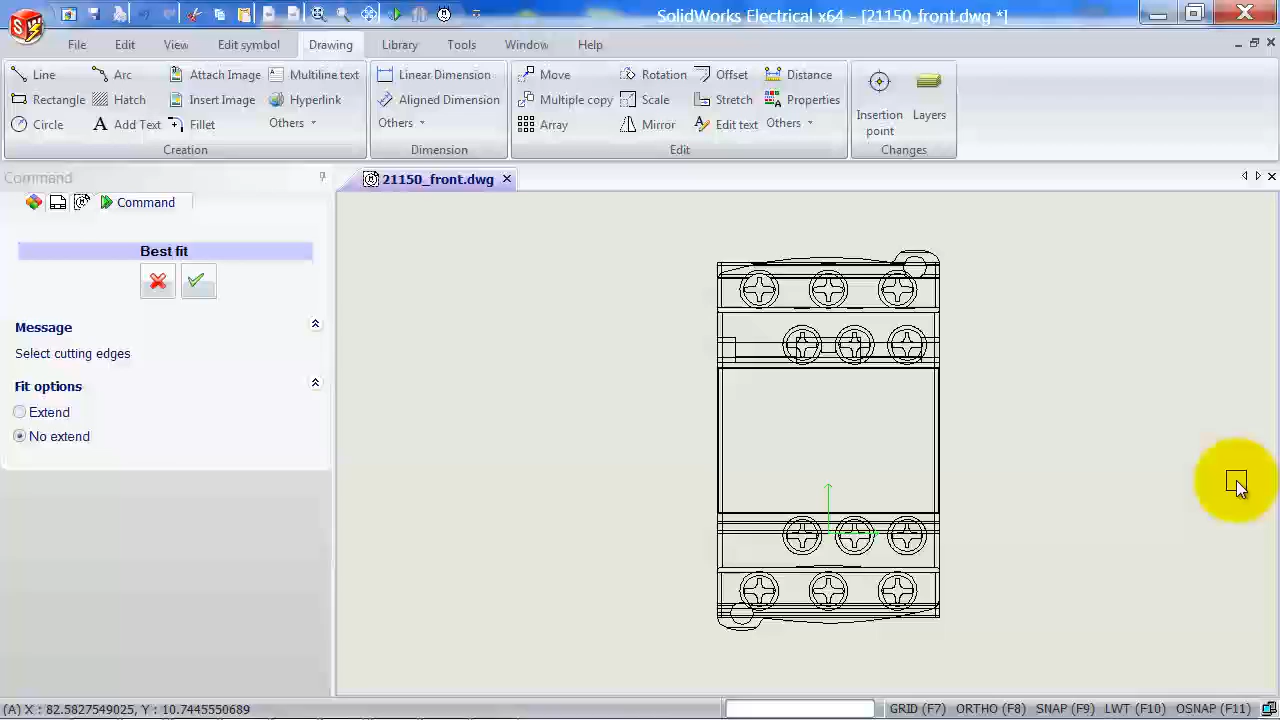 SolidWorks Electrical x64 – [21150_front.dwg *]
File Edit View Edit symbol Drawing Library Tools Window Help
Line Arc Attach Image Multiline text Linear Dimension Move Rotation Offset Distance
Rectangle Hatch Insert Image Hyperlink Aligned Dimension Multiple copy Scale Stretch Properties Insertion point Layers
Circle Add Text Fillet Others Others Array Mirror Edit text Others
Creation Dimension Edit Changes
Command
21150_front.dwg
Command
Best fit
Message
Select cutting edges
Fit options
Extend
No extend
(A) X : 82.5827549025, Y : 10.7445550689 GRID (F7) ORTHO (F8) SNAP (F9) LWT (F10) OSNAP (F11)